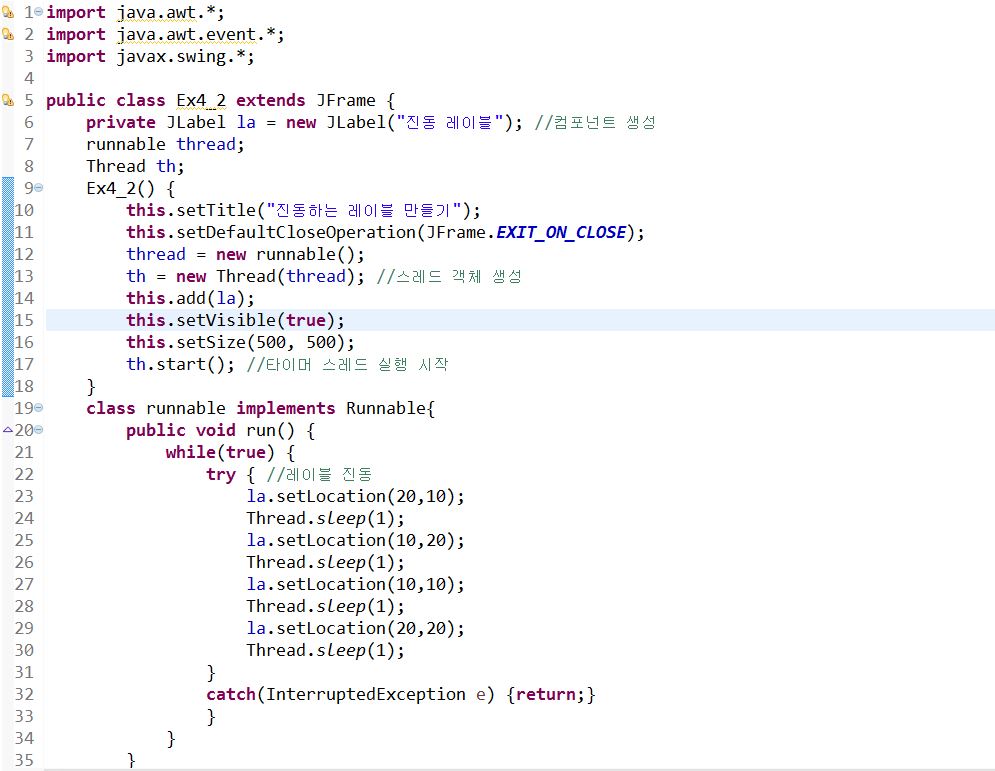 1 import java.awt.*;
2 import java.awt.event.*;
3 import javax.swing.*;
4
5 public class Ex4_2 extends JFrame {
6     private JLabel la = new JLabel("진동 레이블"); //컴포넌트 생성
7     runnable thread;
8     Thread th;
9     Ex4_2() {
10         this.setTitle("진동하는 레이블 만들기");
11         this.setDefaultCloseOperation(JFrame.EXIT_ON_CLOSE);
12         thread = new runnable();
13         th = new Thread(thread); //스레드 객체 생성
14         this.add(la);
15         this.setVisible(true);
16         this.setSize(500, 500);
17         th.start(); //타이머 스레드 실행 시작
18     }
19     class runnable implements Runnable{
20         public void run() {
21             while(true) {
22                 try { //레이블 진동
23                     la.setLocation(20,10);
24                     Thread.sleep(1);
25                     la.setLocation(10,20);
26                     Thread.sleep(1);
27                     la.setLocation(10,10);
28                     Thread.sleep(1);
29                     la.setLocation(20,20);
30                     Thread.sleep(1);
31                 }
32                 catch(InterruptedException e) {return;}
33                 }
34             }
35         }